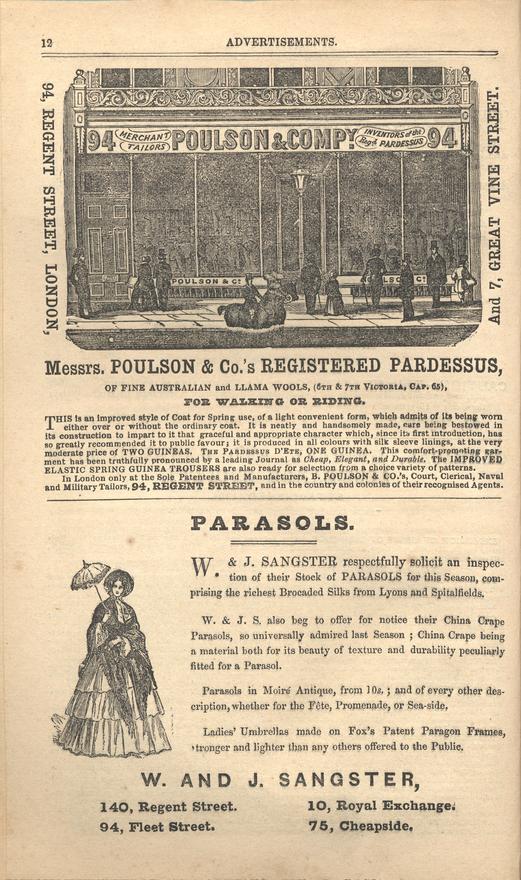 12
ADVERTISEMENTS.
94, REGENT STREET, LONDON,
94
MERCHANT
TAILORS
POULSON & COMPY
INVENTORS of the
Regd PARDESSUS
94
POULSON & Co
And 7, GREAT VINE STREET.
Messrs. POULSON & Co.'s REGISTERED PARDESSUS,
OF FINE AUSTRALIAN and LLAMA WOOLS, (6TH & 7TH VICTORIA, CAP. 65),
FOR WALKING OR RIDING.
THIS is an improved style of Coat for Spring use, of a light convenient form, which admits of its being worn
either over or without the ordinary coat. It is neatly and handsomely made, care being bestowed in
its construction to impart to it that graceful and appropriate character which, since its first introduction, has
so greatly recommended it to public favour; it is produced in all colours with silk sleeve linings, at the very
moderate price of TWO GUINEAS. THE PARDESSUS D'ETE, ONE GUINEA. This comfort-promoting gar-
ment has been truthfully pronounced by a leading Journal as Cheap, Elegant, and Durable. The IMPROVED
ELASTIC SPRING GUINEA TROUSERS are also ready for selection from a choice variety of patterns.
In London only at the Sole Patentees and Manufacturers, B. POULSON & CO.'S, Court, Clerical, Naval
and Military Tailors, 94, REGENT STREET, and in the country and colonies of their recognised Agents.
PARASOLS.
W. & J. SANGSTER respectfully solicit an inspec-
tion of their Stock of PARASOLS for this Season, com-
prising the richest Brocaded Silks from Lyons and Spitalfields.
W. & J. S. also beg to offer for notice their China Crape
Parasols, so universally admired last Season; China Crape being
a material both for its beauty of texture and durability peculiarly
fitted for a Parasol.
Parasols in Moiré Antique, from 10s.; and of every other des-
cription, whether for the Fête, Promenade, or Sea-side.
Ladies' Umbrellas made on Fox's Patent Paragon Frames,
stronger and lighter than any others offered to the Public.
W. AND J. SANGSTER,
140, Regent Street.
10, Royal Exchange.
94, Fleet Street.
75, Cheapside.